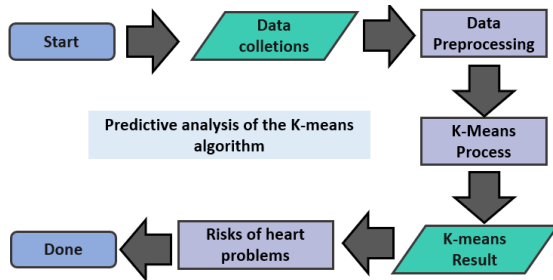 Start
Data
colletions
Data
Preprocessing
Predictive analysis of the K-means
algorithm
K-Means
Process
Done
Risks of heart
problems
K-means
Result